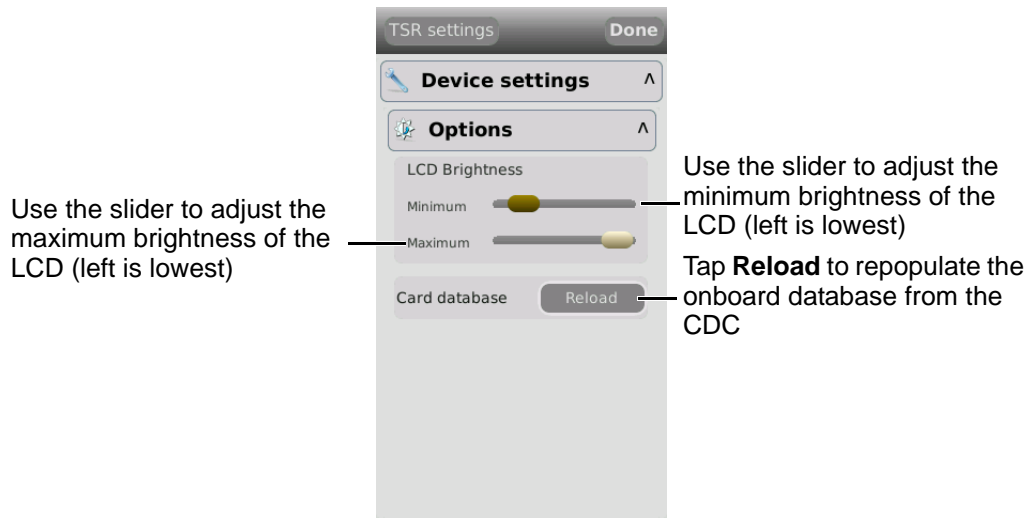 TSR settings
Done
Device settings ^
Options ^
LCD Brightness
Minimum
Maximum
Card database
Reload
Use the slider to adjust the
maximum brightness of the
LCD (left is lowest)
Use the slider to adjust the
minimum brightness of the
LCD (left is lowest)
Tap Reload to repopulate the
onboard database from the
CDC